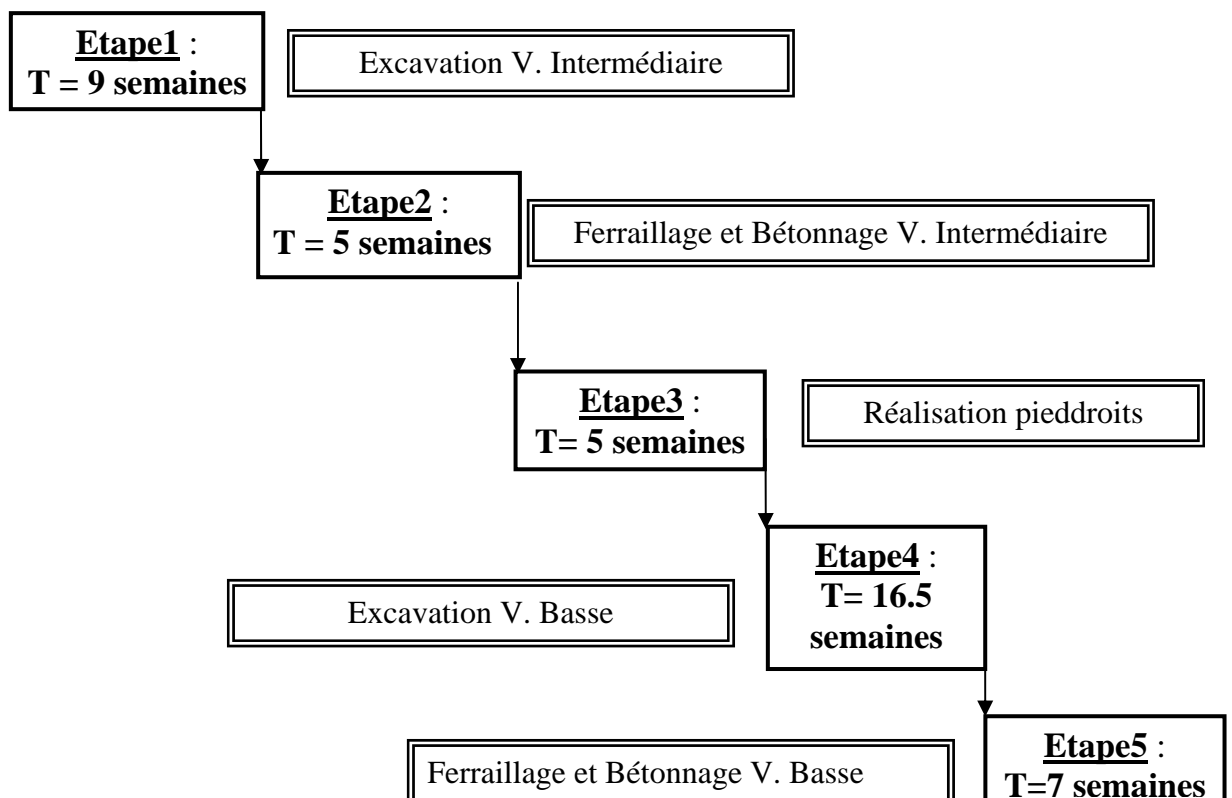 Etape1 :
T = 9 semaines
Excavation V. Intermédiaire
Etape2 :
T = 5 semaines
Ferraillage et Bétonnage V. Intermédiaire
Etape3 :
T= 5 semaines
Réalisation pieddroits
Etape4 :
T= 16.5
semaines
Excavation V. Basse
Etape5 :
T=7 semaines
Ferraillage et Bétonnage V. Basse